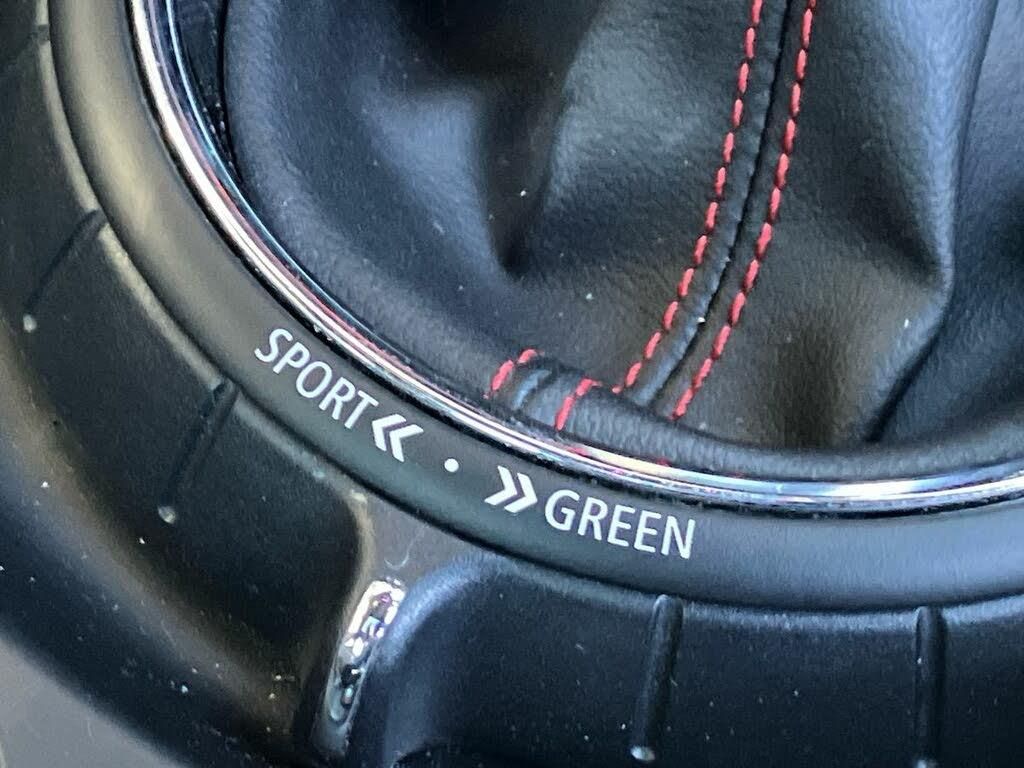 SPORT « • » GREEN